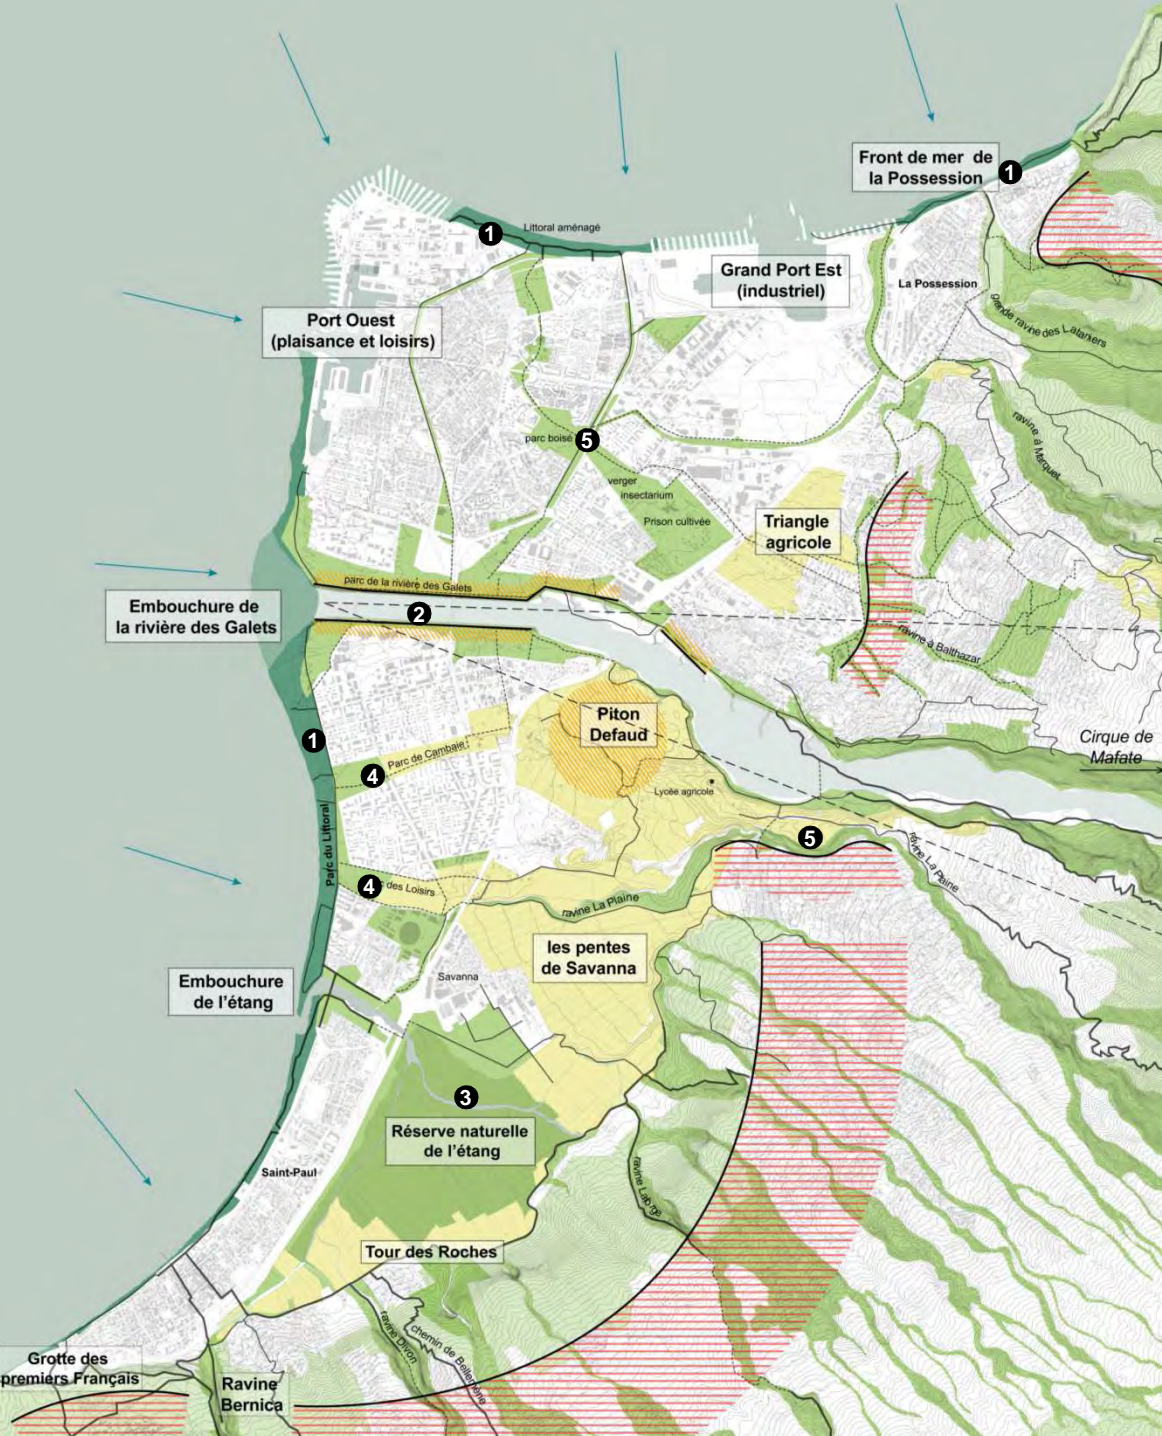 Front de mer de
la Possession
1
1
Littoral aménagé
Grand Port Est
(industriel)
La Possession
grande ravine des Lataniers
Port Ouest
(plaisance et loisirs)
ravine à Marquet
parc boisé
5
verger
insectarium
Prison cultivée
Triangle
agricole
parc de la rivière des Galets
2
Embouchure de
la rivière des Galets
ravine à Balthazar
Piton
Defaud
Cirque de
Mafate
1
Parc de Cambaie
4
Lycée agricole
5
ravine La Plaine
Parc du Littoral
4
des Loisirs
ravine La Plaine
les pentes
de Savanna
Savanna
Embouchure
de l'étang
3
Réserve naturelle
de l'étang
Saint-Paul
ravine Laforge
Tour des Roches
ravine Divon
chemin de Bellemène
Grotte des
premiers Français
Ravine
Bernica